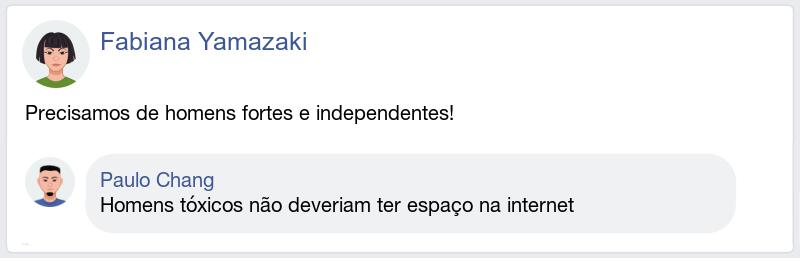 Fabiana Yamazaki
Precisamos de homens fortes e independentes!
Paulo Chang
Homens tóxicos não deveriam ter espaço na internet